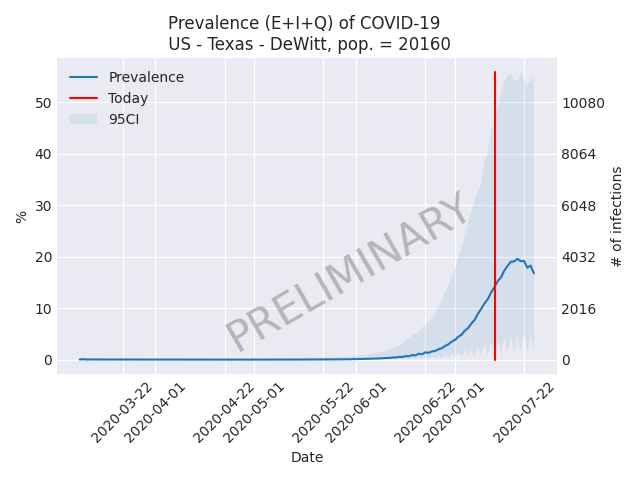 Prevalence (E+I+Q) of COVID-19
US - Texas - DeWitt, pop. = 20160
Prevalence
Today
95CI
50
40
30
20
10
0
%
10080
8064
6048
4032
2016
0
# of infections
PRELIMINARY
2020-03-22
2020-04-01
2020-04-22
2020-05-01
2020-05-22
2020-06-01
2020-06-22
2020-07-01
2020-07-22
Date